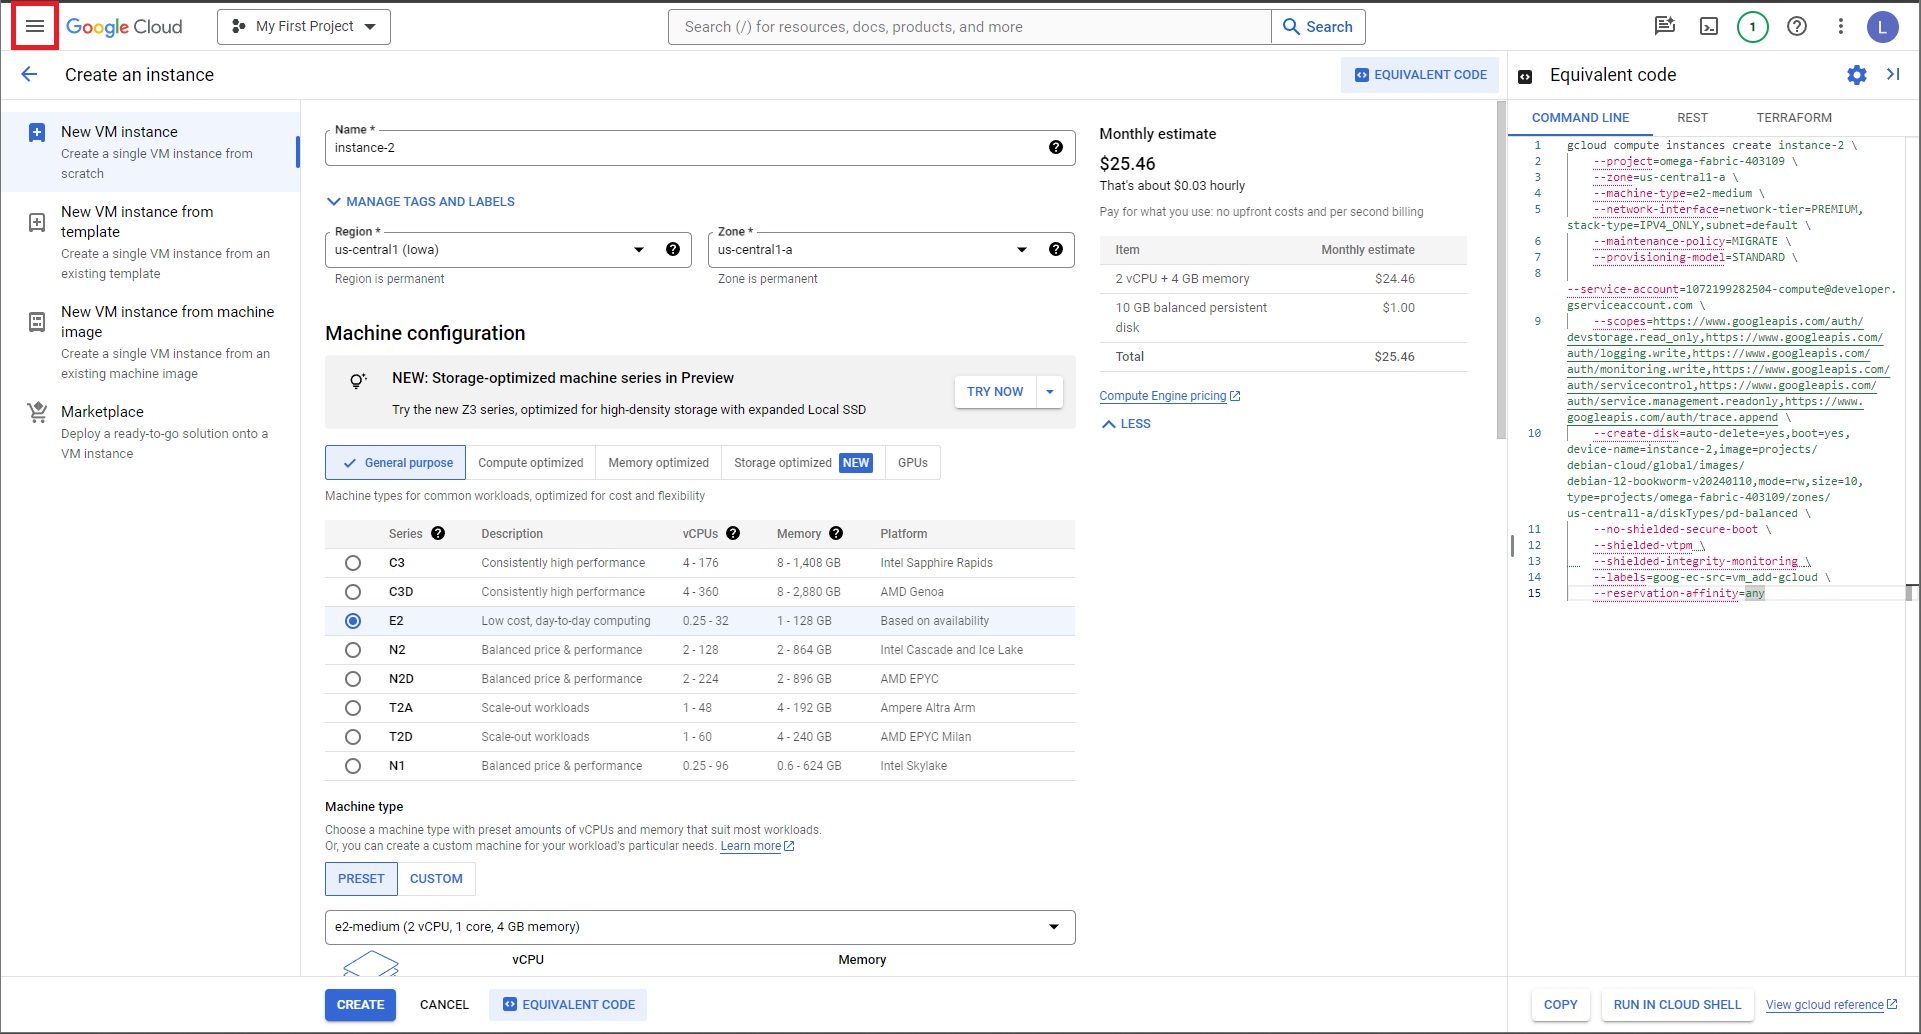 Google Cloud
My First Project
Search (/) for resources, docs, products, and more
Search
1
L
Create an instance
EQUIVALENT CODE
New VM instance
Create a single VM instance from
scratch
New VM instance from
template
Create a single VM instance from an
existing template
New VM instance from machine
image
Create a single VM instance from an
existing machine image
Marketplace
Deploy a ready-to-go solution onto a
VM instance
Name *
instance-2
MANAGE TAGS AND LABELS
Region *
us-central1 (Iowa)
Region is permanent
Zone *
us-central1-a
Zone is permanent
Machine configuration
NEW: Storage-optimized machine series in Preview
Try the new Z3 series, optimized for high-density storage with expanded Local SSD
TRY NOW
General purpose Compute optimized Memory optimized Storage optimized NEW GPUs
Machine types for common workloads, optimized for cost and flexibility
Series Description vCPUs Memory Platform
C3 Consistently high performance 4 - 176 8 - 1,408 GB Intel Sapphire Rapids
C3D Consistently high performance 4 - 360 8 - 2,880 GB AMD Genoa
E2 Low cost, day-to-day computing 0.25 - 32 1 - 128 GB Based on availability
N2 Balanced price & performance 2 - 128 2 - 864 GB Intel Cascade and Ice Lake
N2D Balanced price & performance 2 - 224 2 - 896 GB AMD EPYC
T2A Scale-out workloads 1 - 48 4 - 192 GB Ampere Altra Arm
T2D Scale-out workloads 1 - 60 4 - 240 GB AMD EPYC Milan
N1 Balanced price & performance 0.25 - 96 0.6 - 624 GB Intel Skylake
Machine type
Choose a machine type with preset amounts of vCPUs and memory that suit most workloads.
Or, you can create a custom machine for your workload's particular needs. Learn more
PRESET CUSTOM
e2-medium (2 vCPU, 1 core, 4 GB memory)
vCPU Memory
CREATE CANCEL EQUIVALENT CODE
Monthly estimate
$25.46
That's about $0.03 hourly
Pay for what you use: no upfront costs and per second billing
Item Monthly estimate
2 vCPU + 4 GB memory $24.46
10 GB balanced persistent $1.00
disk
Total $25.46
Compute Engine pricing
LESS
Equivalent code
COMMAND LINE REST TERRAFORM
1 gcloud compute instances create instance-2 \
2 --project=omega-fabric-403109 \
3 --zone=us-central1-a \
4 --machine-type=e2-medium \
5 --network-interface=network-tier=PREMIUM,
stack-type=IPV4_ONLY,subnet=default \
6 --maintenance-policy=MIGRATE \
7 --provisioning-model=STANDARD \
8
--service-account=1072199282504-compute@developer.
gserviceaccount.com \
9 --scopes=https://www.googleapis.com/auth/
devstorage.read_only,https://www.googleapis.com/
auth/logging.write,https://www.googleapis.com/
auth/monitoring.write,https://www.googleapis.com/
auth/servicecontrol,https://www.googleapis.com/
auth/service.management.readonly,https://www.
googleapis.com/auth/trace.append \
10 --create-disk=auto-delete=yes,boot=yes,
device-name=instance-2,image=projects/
debian-cloud/global/images/
debian-12-bookworm-v20240110,mode=rw,size=10,
type=projects/omega-fabric-403109/zones/
us-central1-a/diskTypes/pd-balanced \
11 --no-shielded-secure-boot \
12 --shielded-vtpm \
13 --shielded-integrity-monitoring \
14 --labels=goog-ec-src=vm_add-gcloud \
15 --reservation-affinity=any
COPY RUN IN CLOUD SHELL View gcloud reference